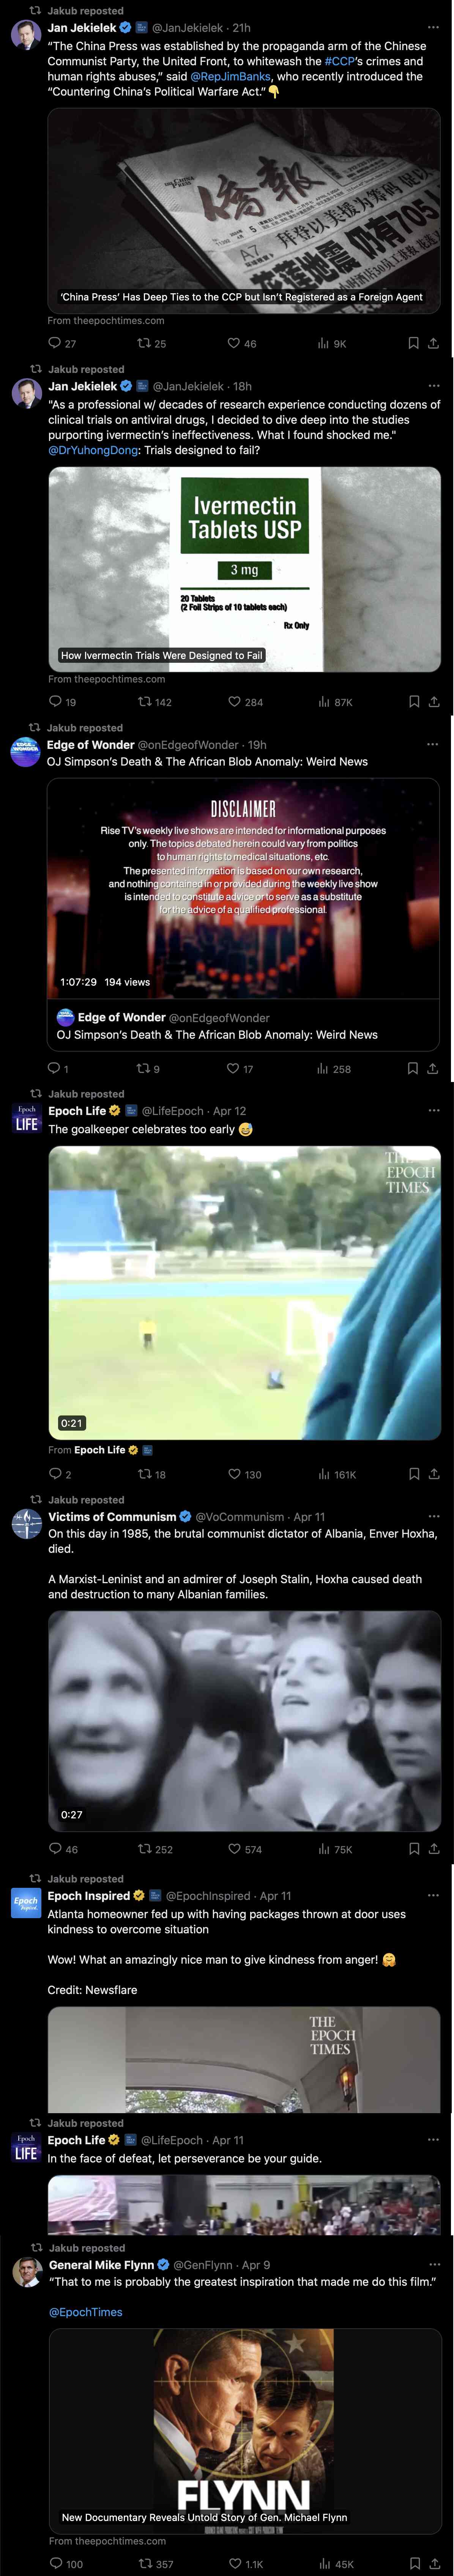 Jakub reposted
Jan Jekielek @JanJekielek · 21h
“The China Press was established by the propaganda arm of the Chinese
Communist Party, the United Front, to whitewash the #CCP’s crimes and
human rights abuses,” said @RepJimBanks, who recently introduced the
“Countering China’s Political Warfare Act.”👇
THE CHINA PRESS
僑報
A7
‘China Press’ Has Deep Ties to the CCP but Isn’t Registered as a Foreign Agent
From theepochtimes.com
27 25 46 9K
Jakub reposted
Jan Jekielek @JanJekielek · 18h
"As a professional w/ decades of research experience conducting dozens of
clinical trials on antiviral drugs, I decided to dive deep into the studies
purporting ivermectin’s ineffectiveness. What I found shocked me."
@DrYuhongDong: Trials designed to fail?
Ivermectin
Tablets USP
3 mg
20 Tablets
(2 Foil Strips of 10 tablets each)
Rx Only
How Ivermectin Trials Were Designed to Fail
From theepochtimes.com
19 142 284 87K
Jakub reposted
Edge of Wonder @onEdgeofWonder · 19h
OJ Simpson’s Death & The African Blob Anomaly: Weird News
DISCLAIMER
Rise TV’s weekly live shows are intended for informational purposes
only. The topics debated herein could vary from politics
to human rights to medical situations, etc.
The presented information is based on our own research,
and nothing contained in or provided during the weekly live show
is intended to constitute advice or to serve as a substitute
for the advice of a qualified professional.
1:07:29 194 views
Edge of Wonder @onEdgeofWonder
OJ Simpson’s Death & The African Blob Anomaly: Weird News
1 9 17 258
Jakub reposted
Epoch LIFE
Epoch Life @LifeEpoch · Apr 12
The goalkeeper celebrates too early 😅
THE EPOCH TIMES
0:21
From Epoch Life
2 18 130 161K
Jakub reposted
Victims of Communism @VoCommunism · Apr 11
On this day in 1985, the brutal communist dictator of Albania, Enver Hoxha,
died.
A Marxist-Leninist and an admirer of Joseph Stalin, Hoxha caused death
and destruction to many Albanian families.
0:27
46 252 574 75K
Jakub reposted
Epoch Inspired
Epoch Inspired @EpochInspired · Apr 11
Atlanta homeowner fed up with having packages thrown at door uses
kindness to overcome situation
Wow! What an amazingly nice man to give kindness from anger! 🤗
Credit: Newsflare
THE
EPOCH
TIMES
Jakub reposted
Epoch LIFE
Epoch Life @LifeEpoch · Apr 11
In the face of defeat, let perseverance be your guide.
Jakub reposted
General Mike Flynn @GenFlynn · Apr 9
“That to me is probably the greatest inspiration that made me do this film.”
@EpochTimes
FLYNN
New Documentary Reveals Untold Story of Gen. Michael Flynn
From theepochtimes.com
100 357 1.1K 45K